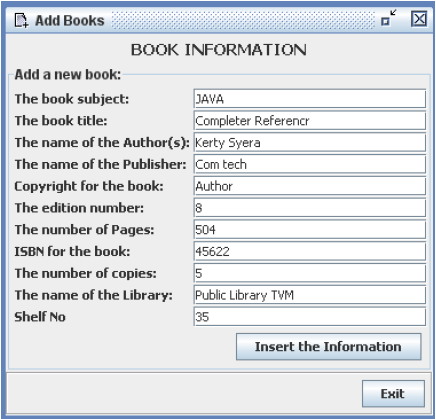 Add Books
BOOK INFORMATION
Add a new book:
The book subject: JAVA
The book title: Completer Referencr
The name of the Author(s): Kerty Syera
The name of the Publisher: Com tech
Copyright for the book: Author
The edition number: 8
The number of Pages: 504
ISBN for the book: 45622
The number of copies: 5
The name of the Library: Public Library TVM
Shelf No 35
Insert the Information
Exit